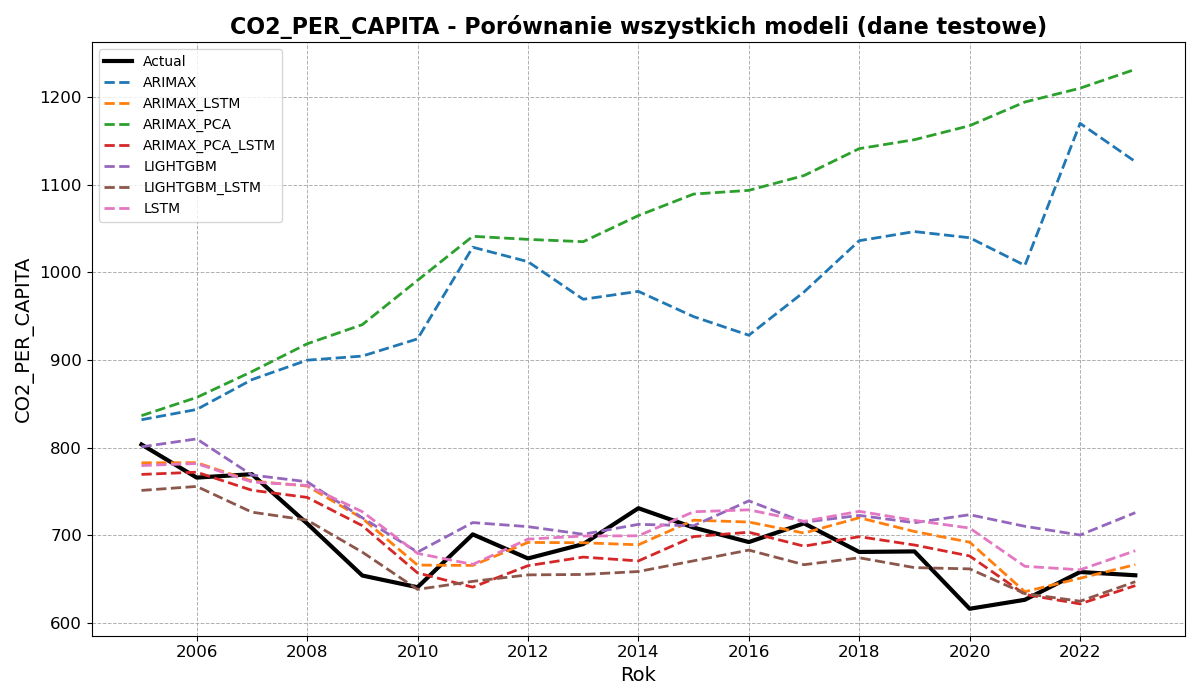 CO2_PER_CAPITA - Porównanie wszystkich modeli (dane testowe)
Actual
ARIMAX
ARIMAX_LSTM
ARIMAX_PCA
ARIMAX_PCA_LSTM
LIGHTGBM
LIGHTGBM_LSTM
LSTM
CO2_PER_CAPITA
1200
1100
1000
900
800
700
600
2006 2008 2010 2012 2014 2016 2018 2020 2022
Rok